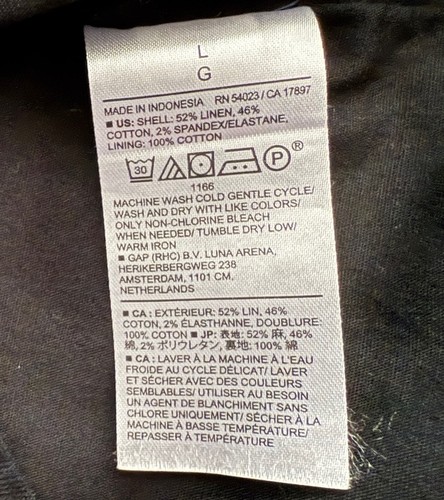 L
G
MADE IN INDONESIA RN 54023 / CA 17897
■ US: SHELL: 52% LINEN, 46%
COTTON, 2% SPANDEX/ELASTANE,
LINING: 100% COTTON
30 P ®
1166
MACHINE WASH COLD GENTLE CYCLE/
WASH AND DRY WITH LIKE COLORS/
ONLY NON-CHLORINE BLEACH
WHEN NEEDED/ TUMBLE DRY LOW/
WARM IRON
■ GAP (RHC) B.V. LUNA ARENA,
HERIKERBERGWEG 238
AMSTERDAM, 1101 CM,
NETHERLANDS
■ CA : EXTÉRIEUR: 52% LIN, 46%
COTON, 2% ÉLASTHANNE, DOUBLURE:
100% COTON ■ JP: 表地: 52% 麻, 46%
綿, 2% ポリウレタン, 裏地: 100% 綿
■ CA : LAVER À LA MACHINE À L'EAU
FROIDE AU CYCLE DÉLICAT/ LAVER
ET SÉCHER AVEC DES COULEURS
SEMBLABLES/ UTILISER AU BESOIN
UN AGENT DE BLANCHIMENT SANS
CHLORE UNIQUEMENT/ SÉCHER À LA
MACHINE À BASSE TEMPÉRATURE/
REPASSER À TEMPÉRATURE